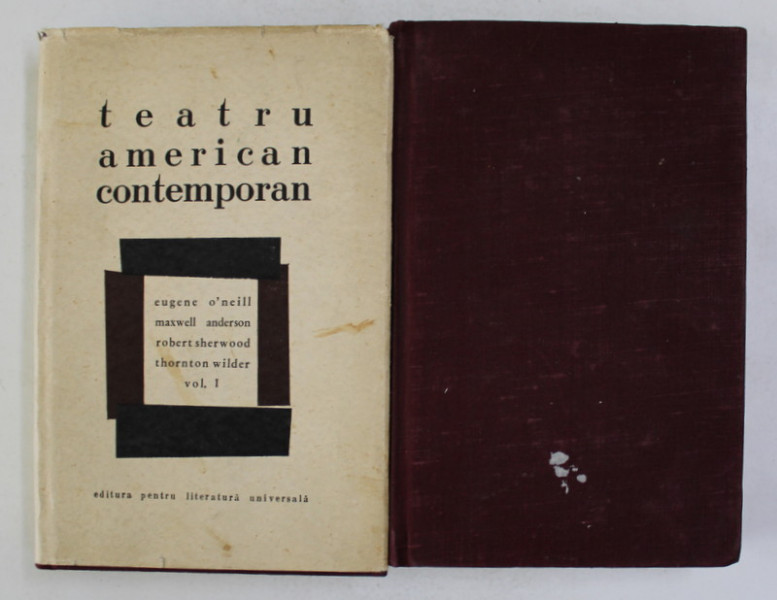 teatru
american
contemporan
eugene o'neill
maxwell anderson
robert sherwood
thornton wilder
vol. I
editura pentru literatură universală